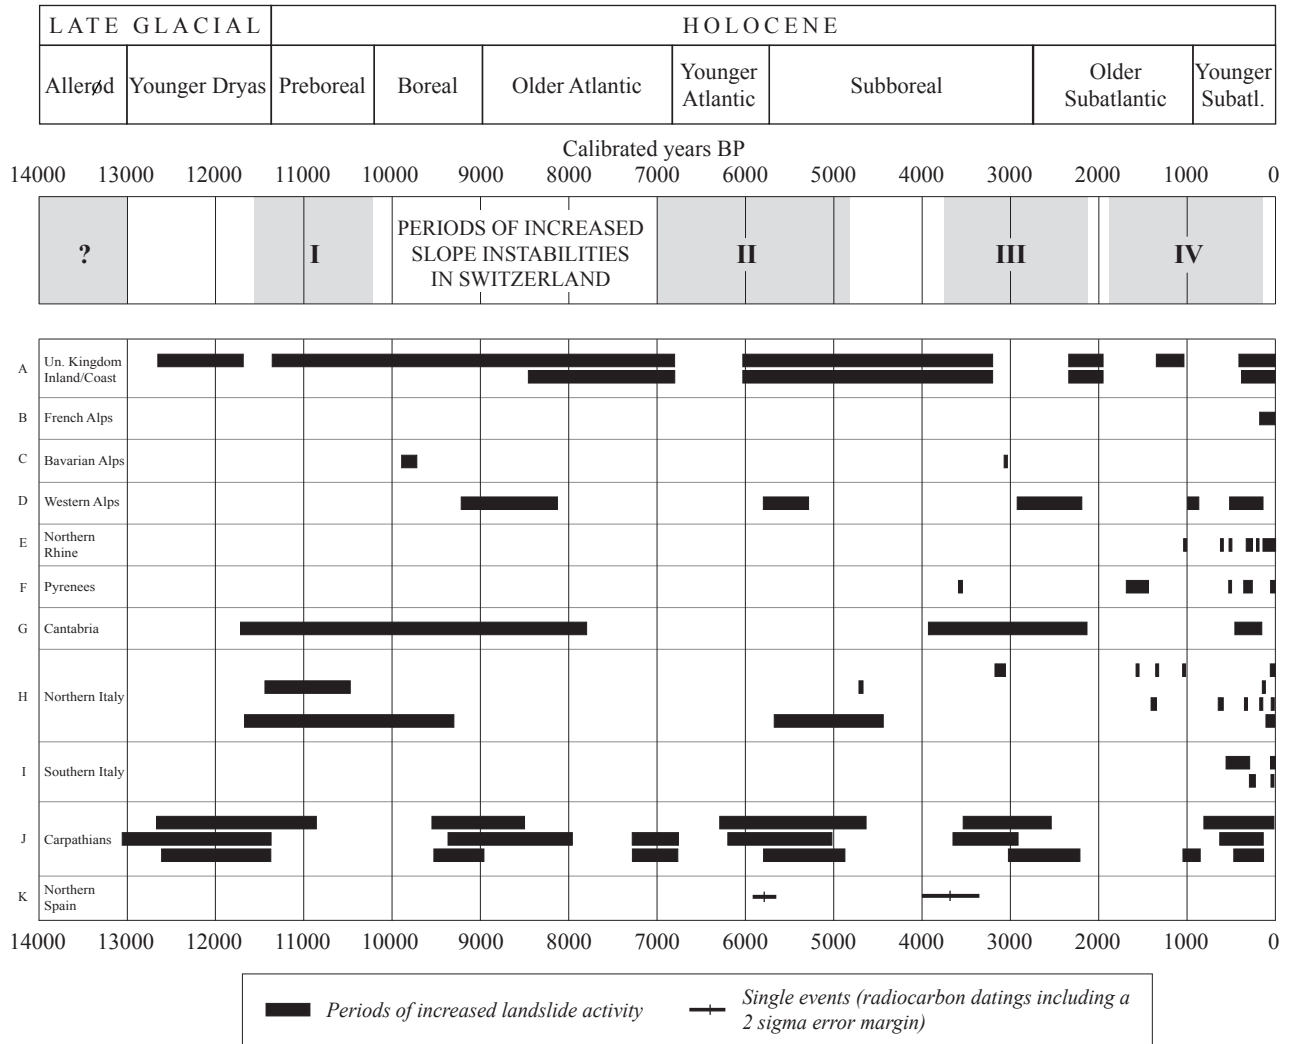 LATE GLACIAL HOLOCENE
Allerød Younger Dryas Preboreal Boreal Older Atlantic Younger Atlantic Subboreal Older Subatlantic Younger Subatl.
Calibrated years BP
14000 13000 12000 11000 10000 9000 8000 7000 6000 5000 4000 3000 2000 1000 0
? I PERIODS OF INCREASED
SLOPE INSTABILITIES
IN SWITZERLAND II III IV
A Un. Kingdom
Inland/Coast
B French Alps
C Bavarian Alps
D Western Alps
E Northern
Rhine
F Pyrenees
G Cantabria
H Northern Italy
I Southern Italy
J Carpathians
K Northern
Spain
14000 13000 12000 11000 10000 9000 8000 7000 6000 5000 4000 3000 2000 1000 0
Periods of increased landslide activity
Single events (radiocarbon datings including a
2 sigma error margin)